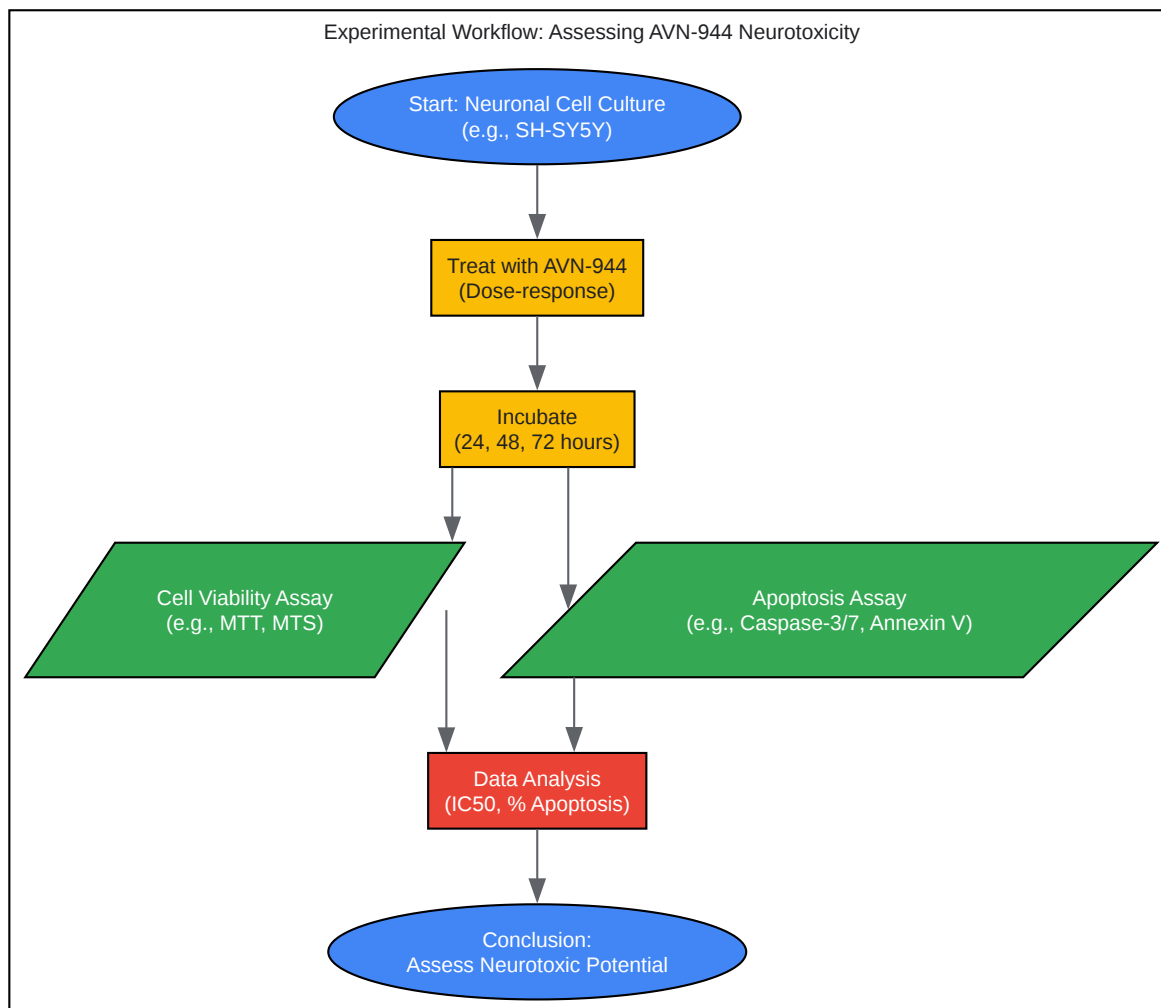 Experimental Workflow: Assessing AVN-944 Neurotoxicity
Start: Neuronal Cell Culture
(e.g., SH-SY5Y)
Treat with AVN-944
(Dose-response)
Incubate
(24, 48, 72 hours)
Cell Viability Assay
(e.g., MTT, MTS)
Apoptosis Assay
(e.g., Caspase-3/7, Annexin V)
Data Analysis
(IC50, % Apoptosis)
Conclusion:
Assess Neurotoxic Potential